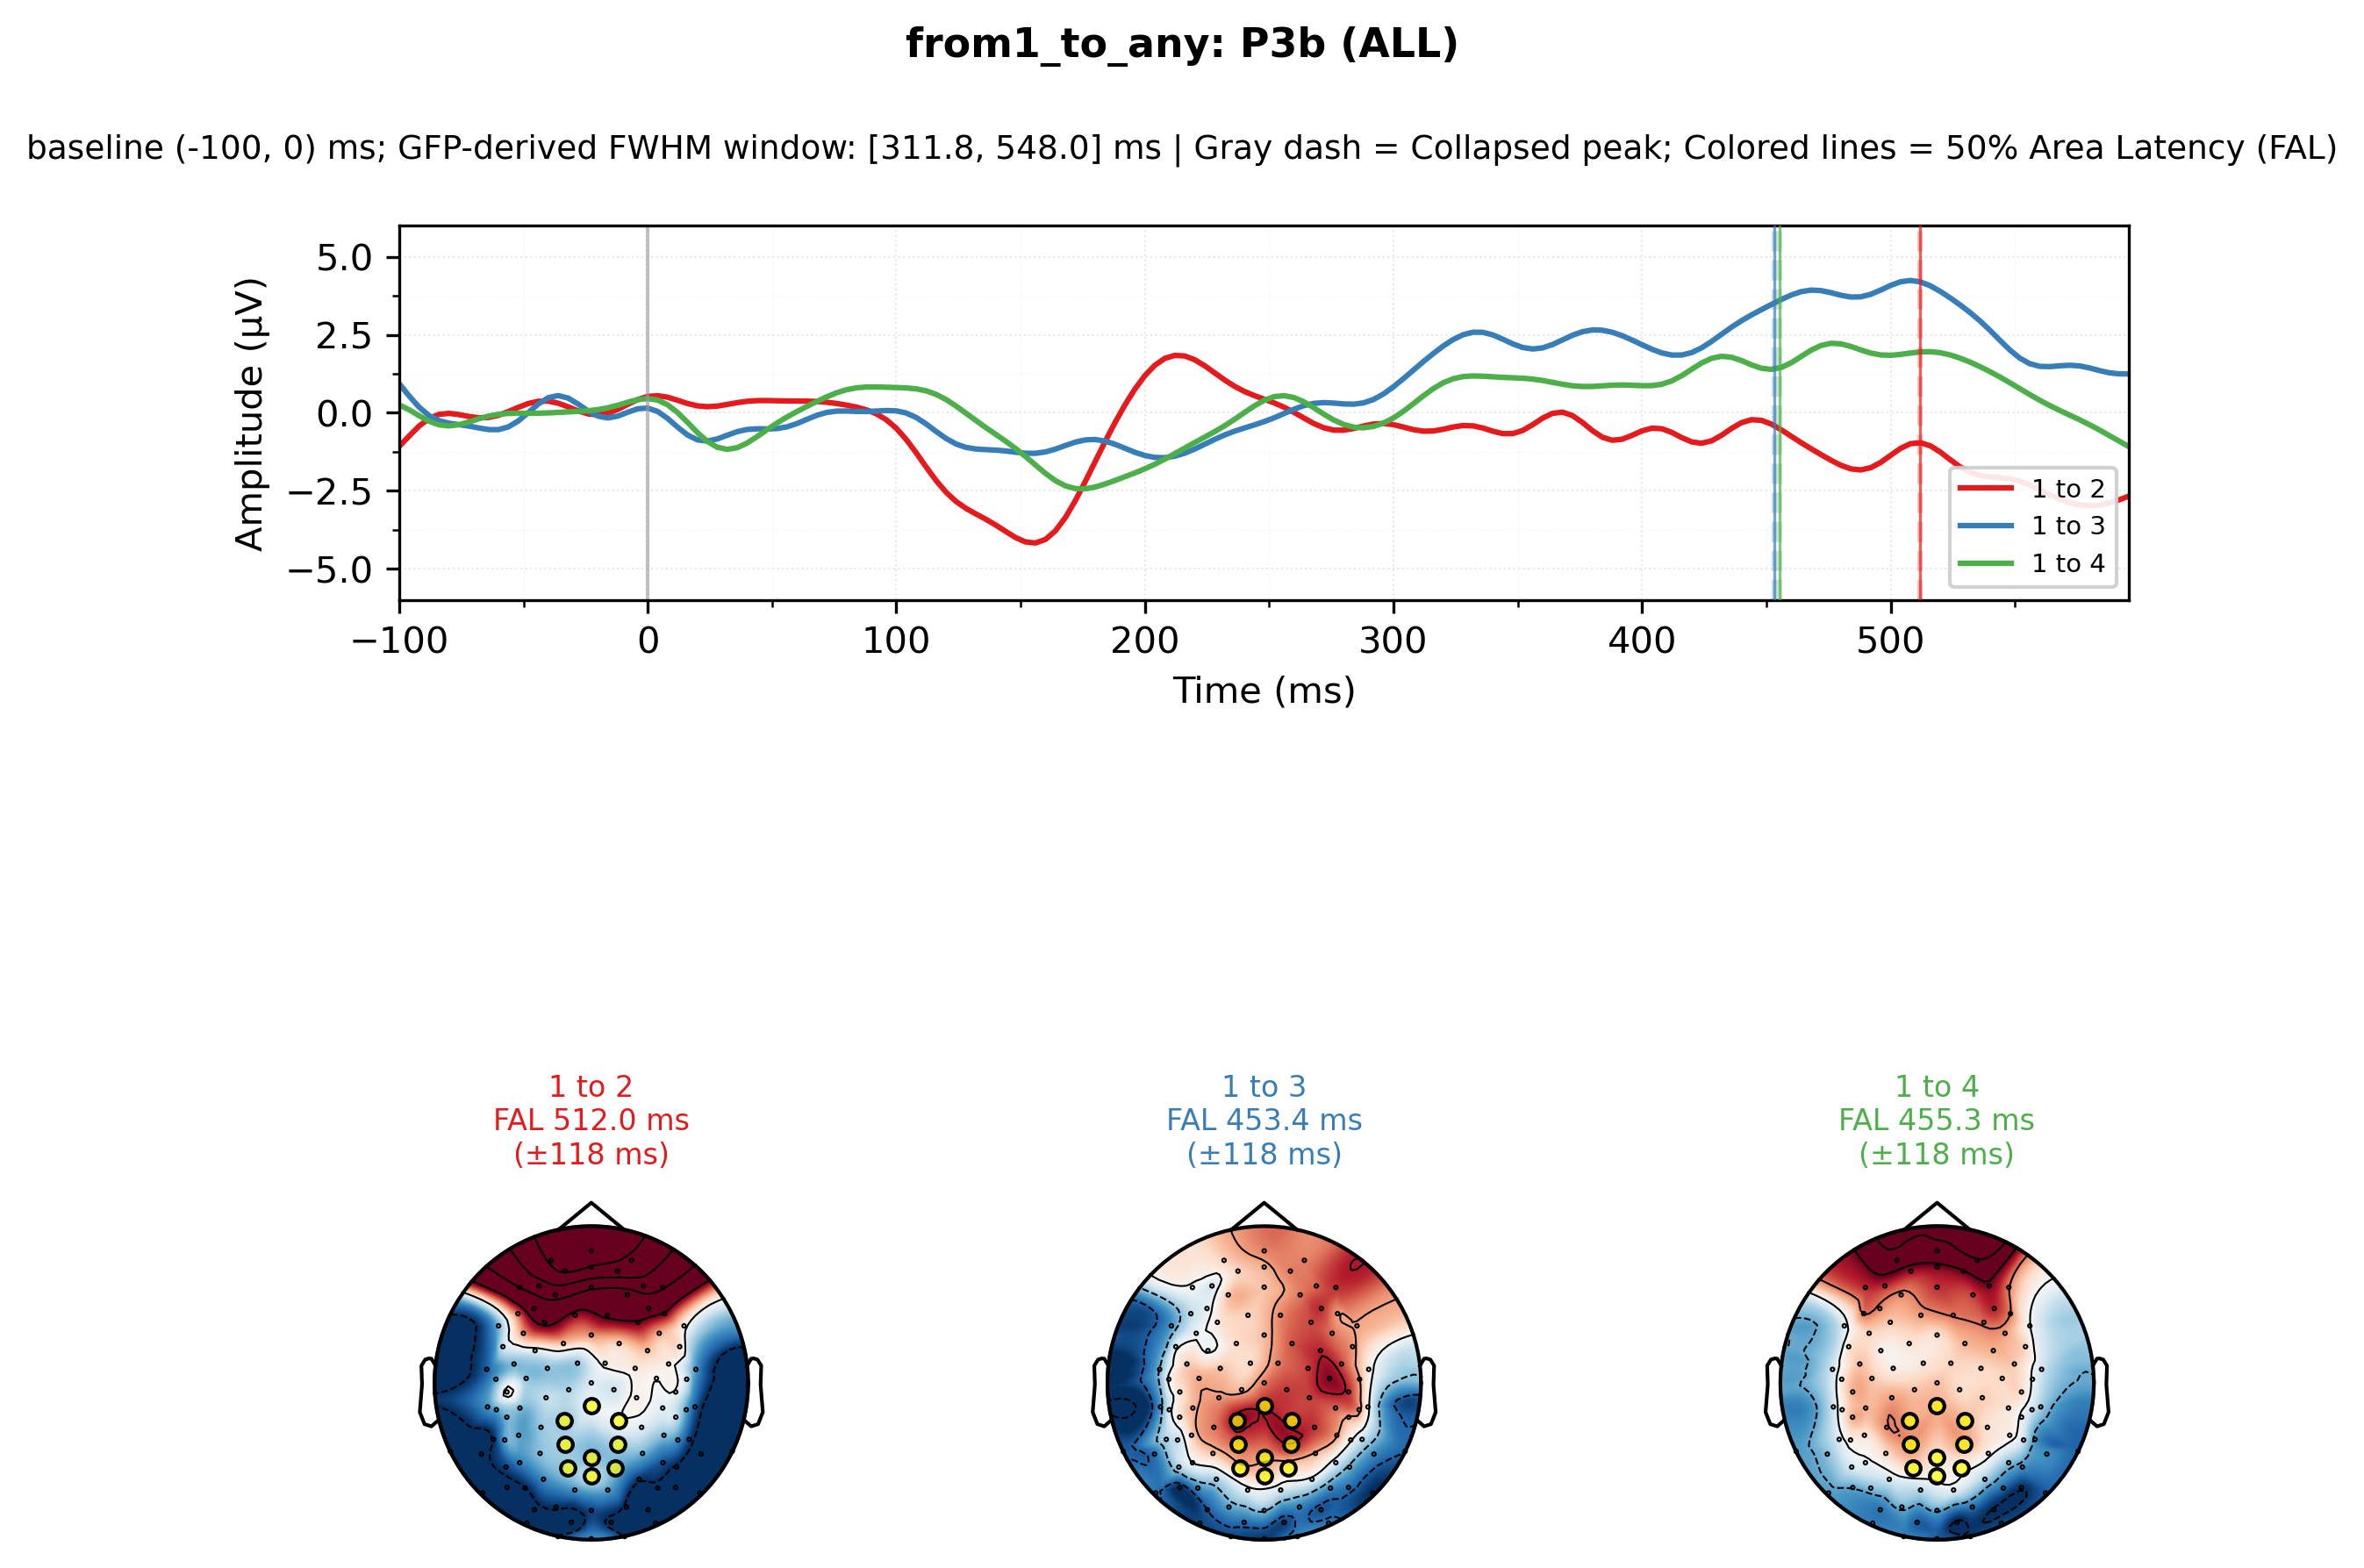 from1_to_any: P3b (ALL)
baseline (-100, 0) ms; GFP-derived FWHM window: [311.8, 548.0] ms | Gray dash = Collapsed peak; Colored lines = 50% Area Latency (FAL)
Amplitude (µV)
5.0
2.5
0.0
−2.5
−5.0
1 to 2
1 to 3
1 to 4
−100 0 100 200 300 400 500
Time (ms)
1 to 2
FAL 512.0 ms
(±118 ms)
1 to 3
FAL 453.4 ms
(±118 ms)
1 to 4
FAL 455.3 ms
(±118 ms)